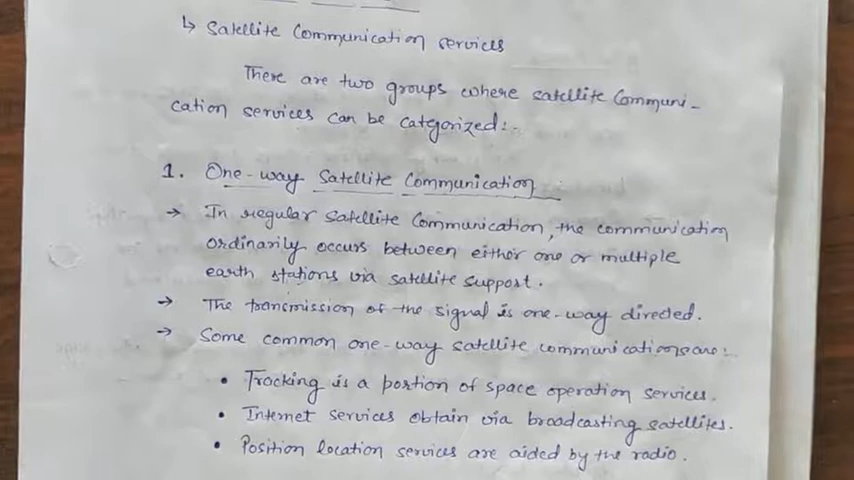 ↳ Satellite Communication services
There are two groups where satellite Communi-
cation services can be categorized:-
1. One-way Satellite Communication
→ In regular satellite Communication, the communication
ordinarily occurs between either one or multiple
earth stations via satellite support.
→ The transmission of the signal is one-way directed.
→ Some common one-way satellite communications are:
• Tracking is a portion of space operation services.
• Internet services obtain via broadcasting satellites.
• Position location services are aided by the radio.